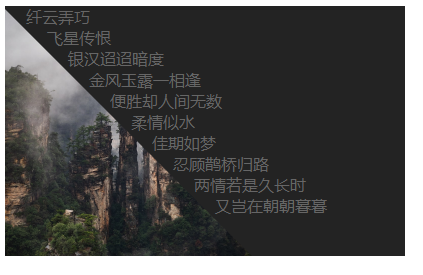 纤云弄巧
飞星传恨
银汉迢迢暗度
金风玉露一相逢
便胜却人间无数
柔情似水
佳期如梦
忍顾鹊桥归路
两情若是久长时
又岂在朝朝暮暮